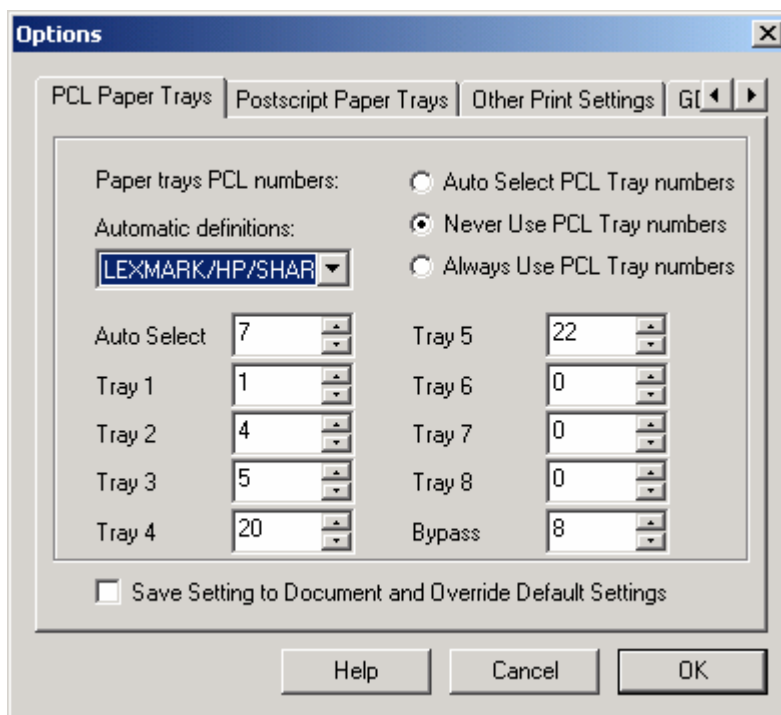 Options
PCL Paper Trays Postscript Paper Trays Other Print Settings
Paper trays PCL numbers:
Automatic definitions:
LEXMARK/HP/SHAR
Auto Select PCL Tray numbers
Never Use PCL Tray numbers
Always Use PCL Tray numbers
Auto Select 7
Tray 1 1
Tray 2 4
Tray 3 5
Tray 4 20
Tray 5 22
Tray 6 0
Tray 7 0
Tray 8 0
Bypass 8
Save Setting to Document and Override Default Settings
Help Cancel OK